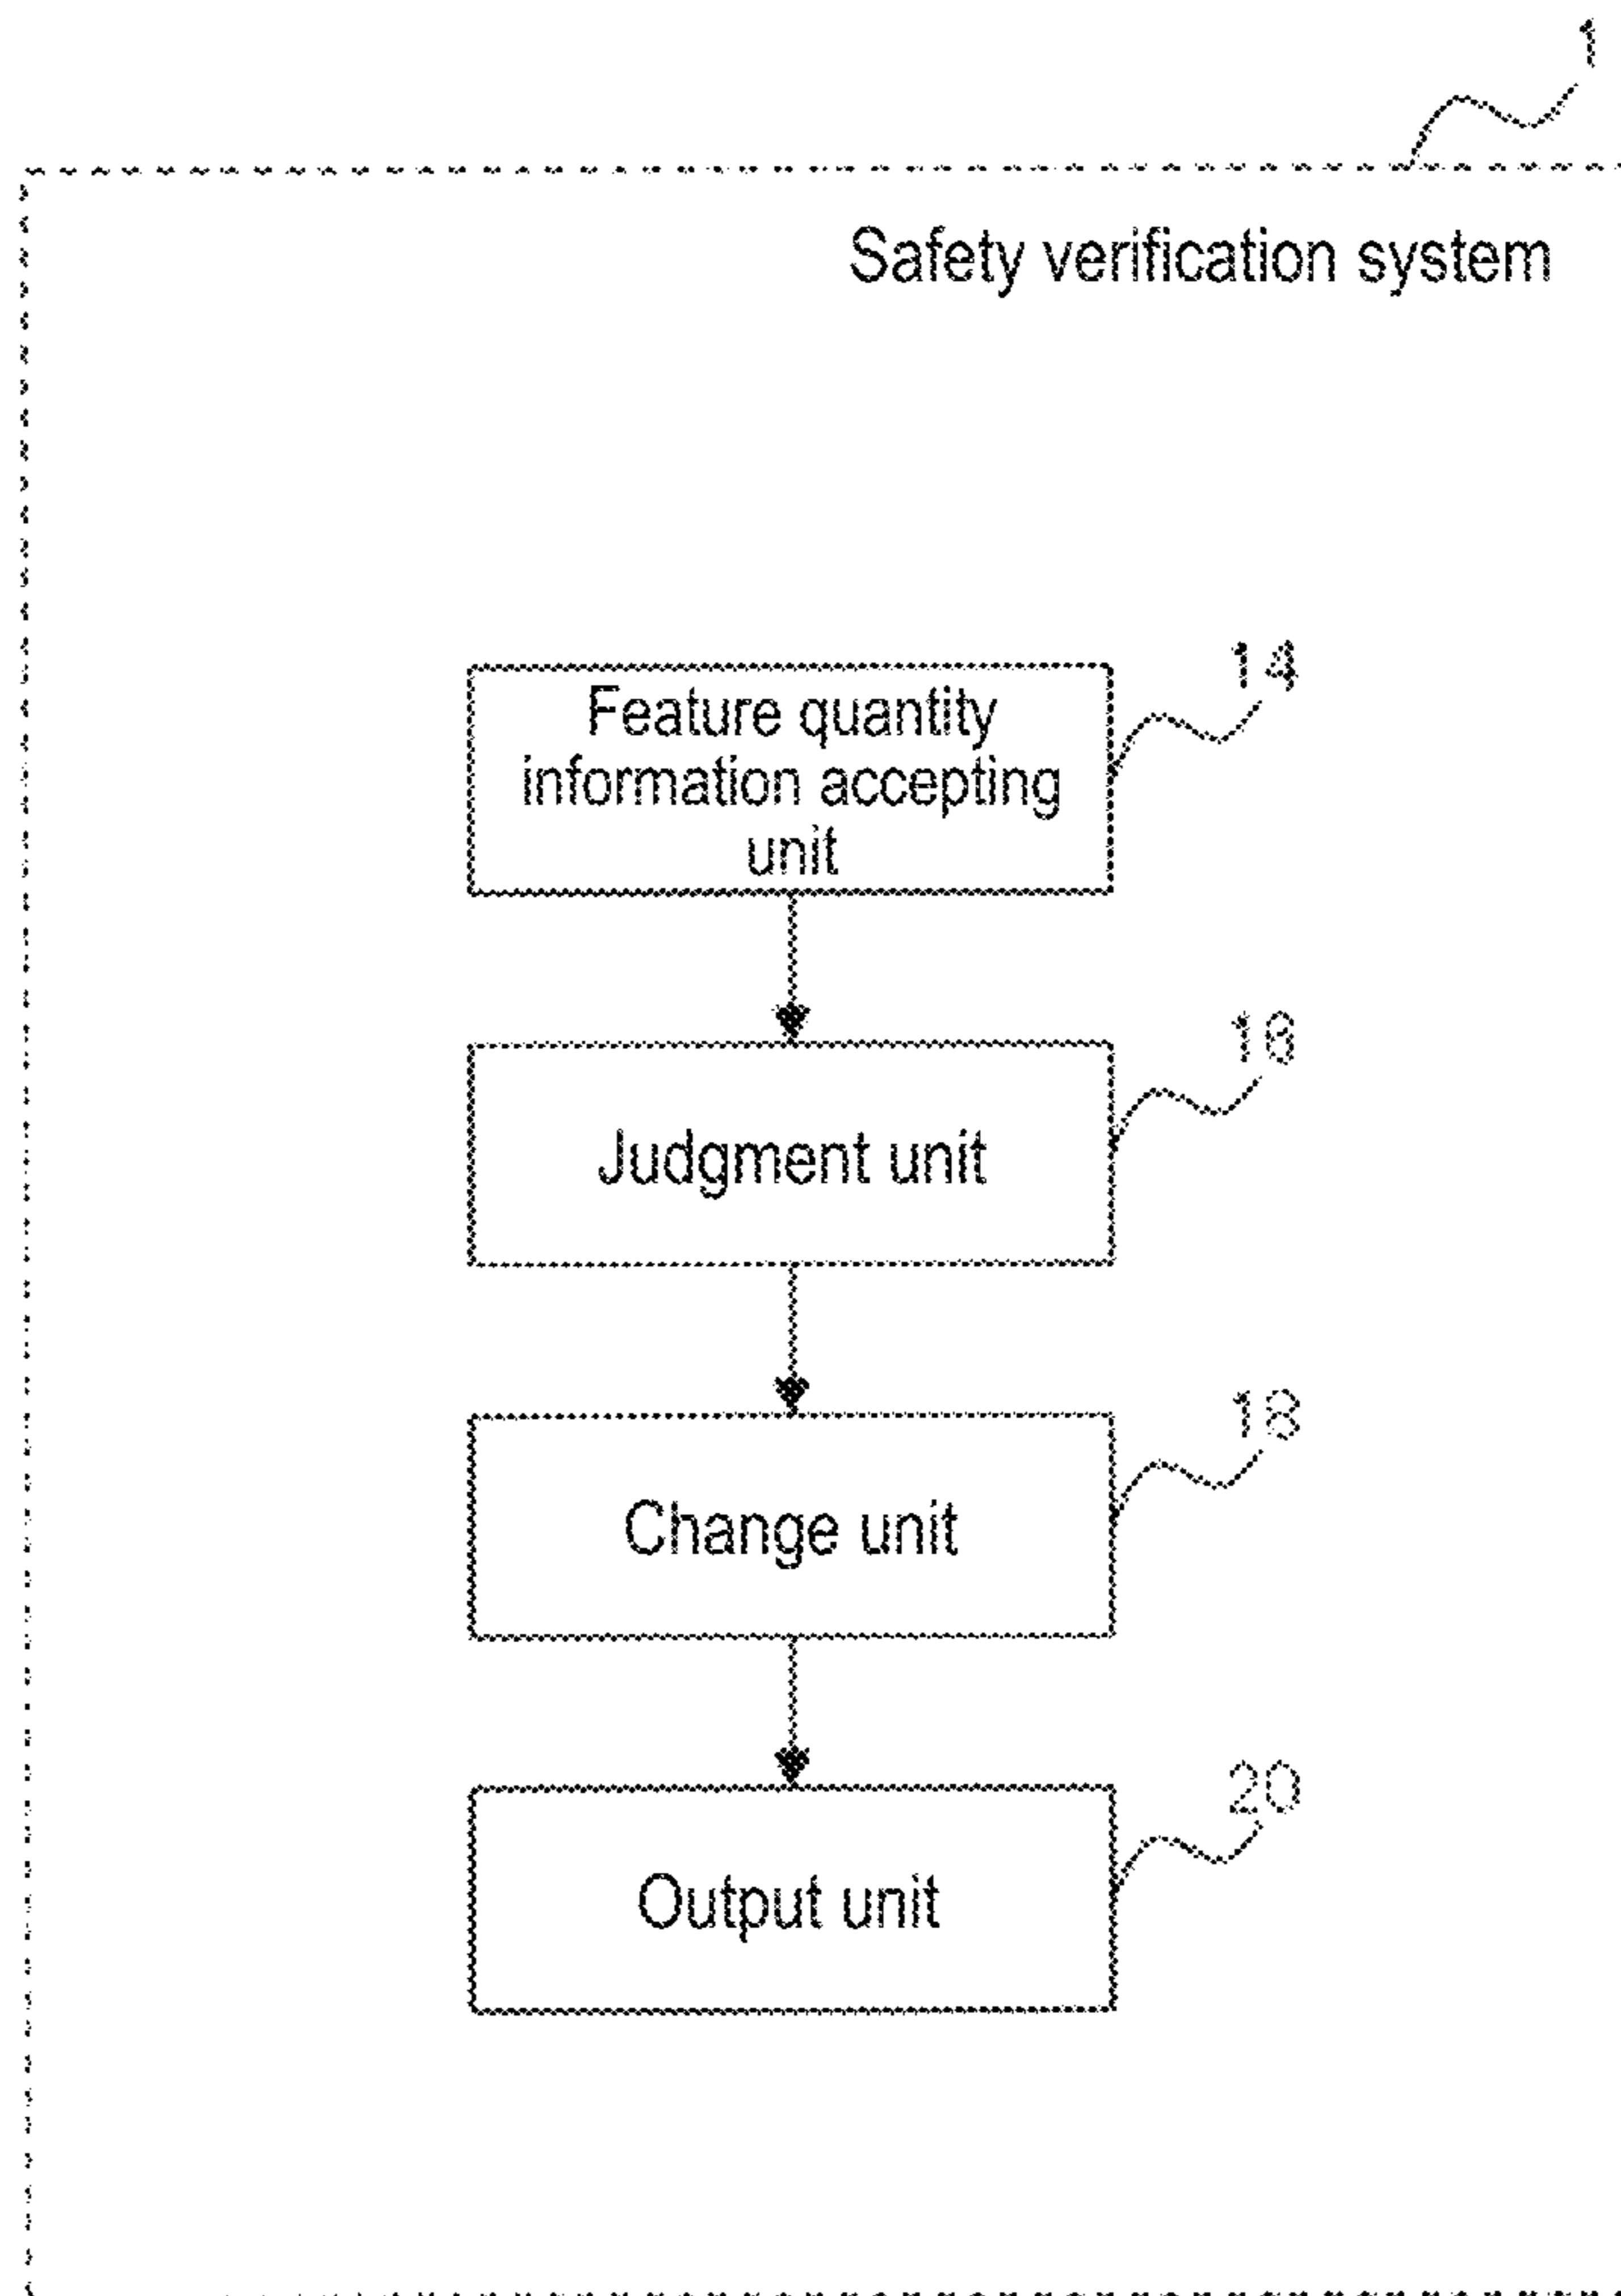 1
Safety verification system
14
Feature quantity
information accepting
unit
16
Judgment unit
18
Change unit
20
Output unit